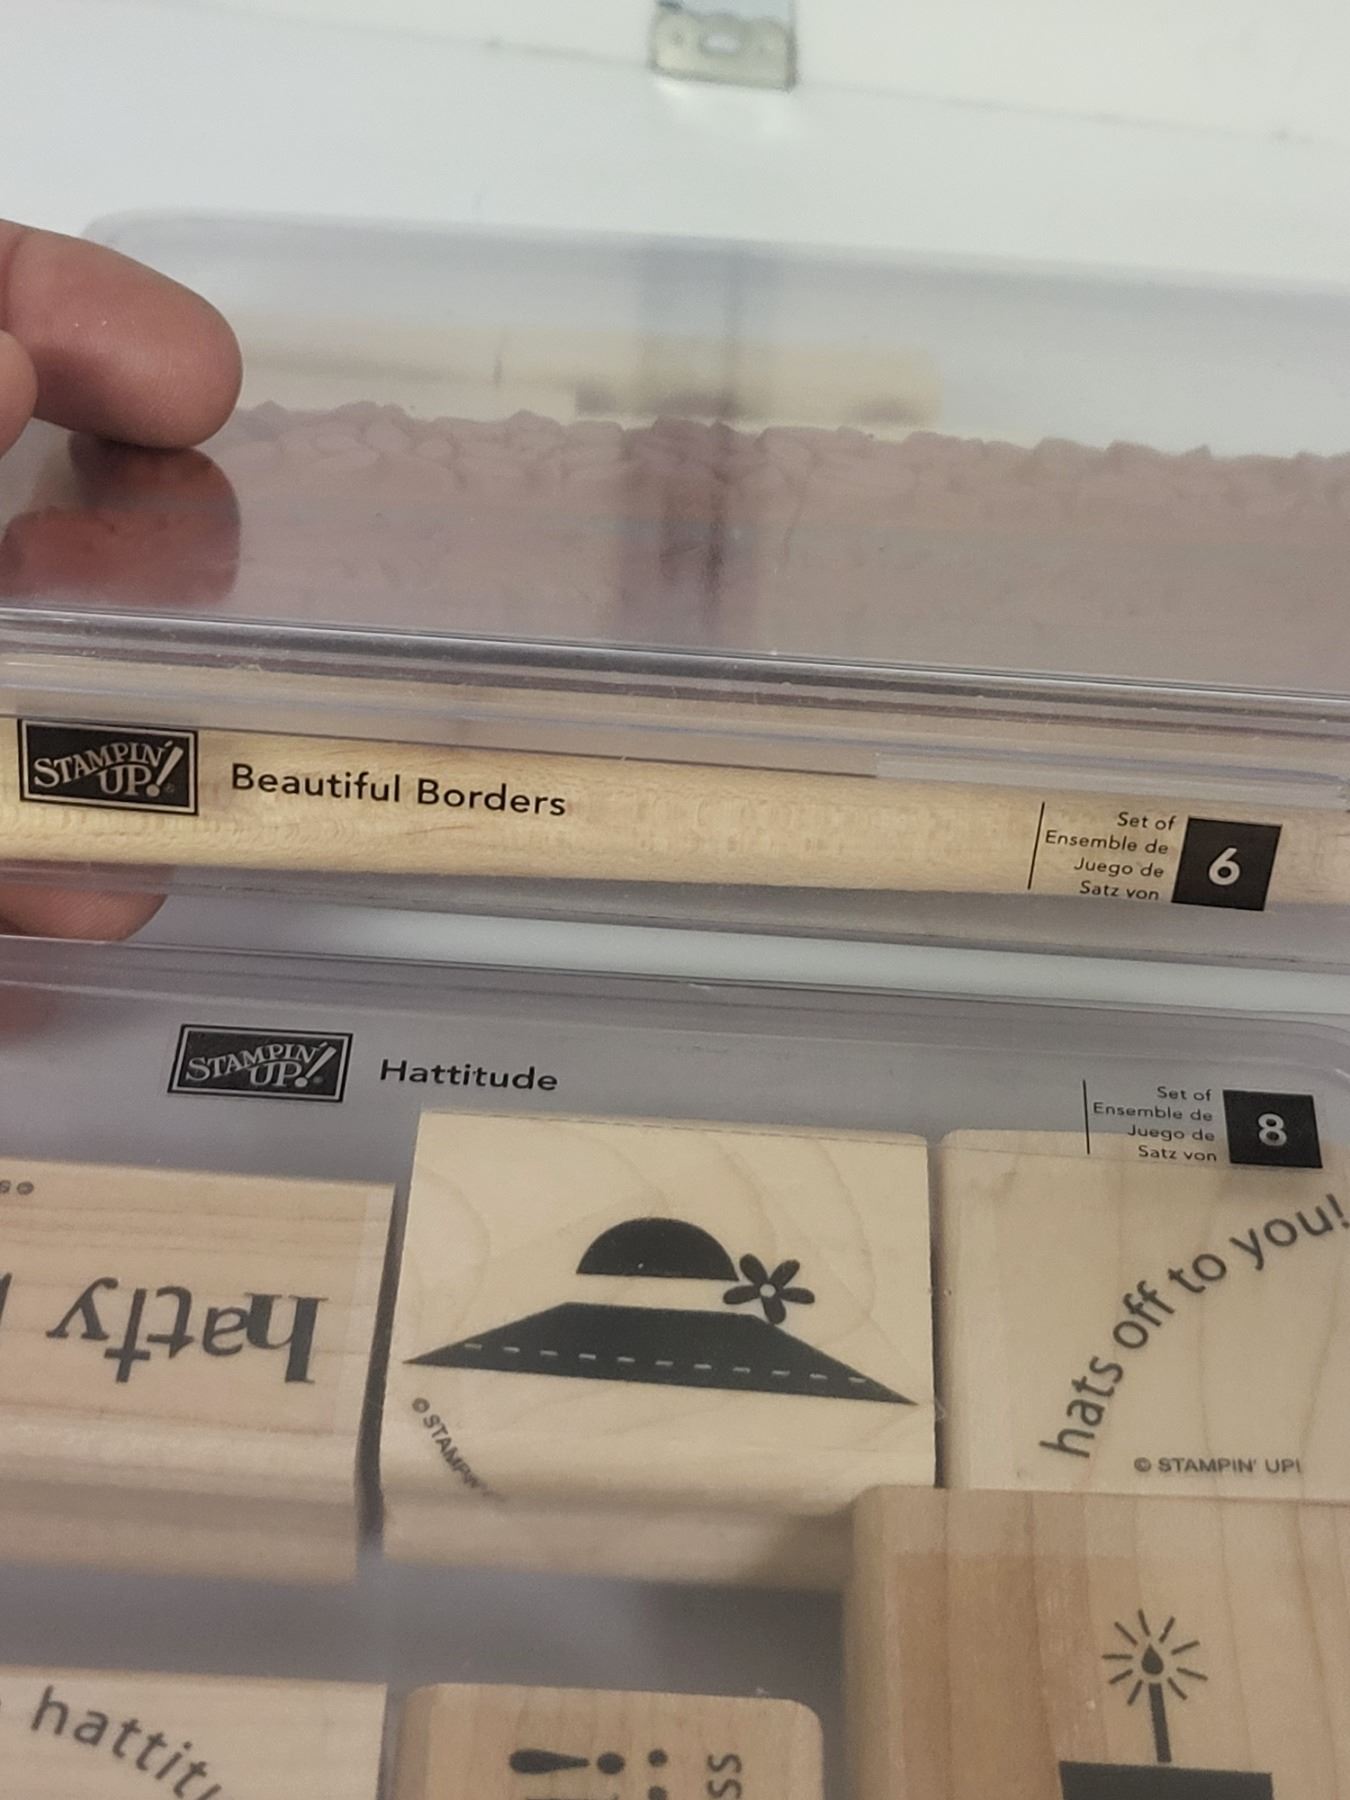 STAMPIN' UP!
Beautiful Borders
Set of
Ensemble de
Juego de
Satz von
6
STAMPIN' UP!
Hattitude
Set of
Ensemble de
Juego de
Satz von
8
hatty
hats off to you!
© STAMPIN'
© STAMPIN' UP!